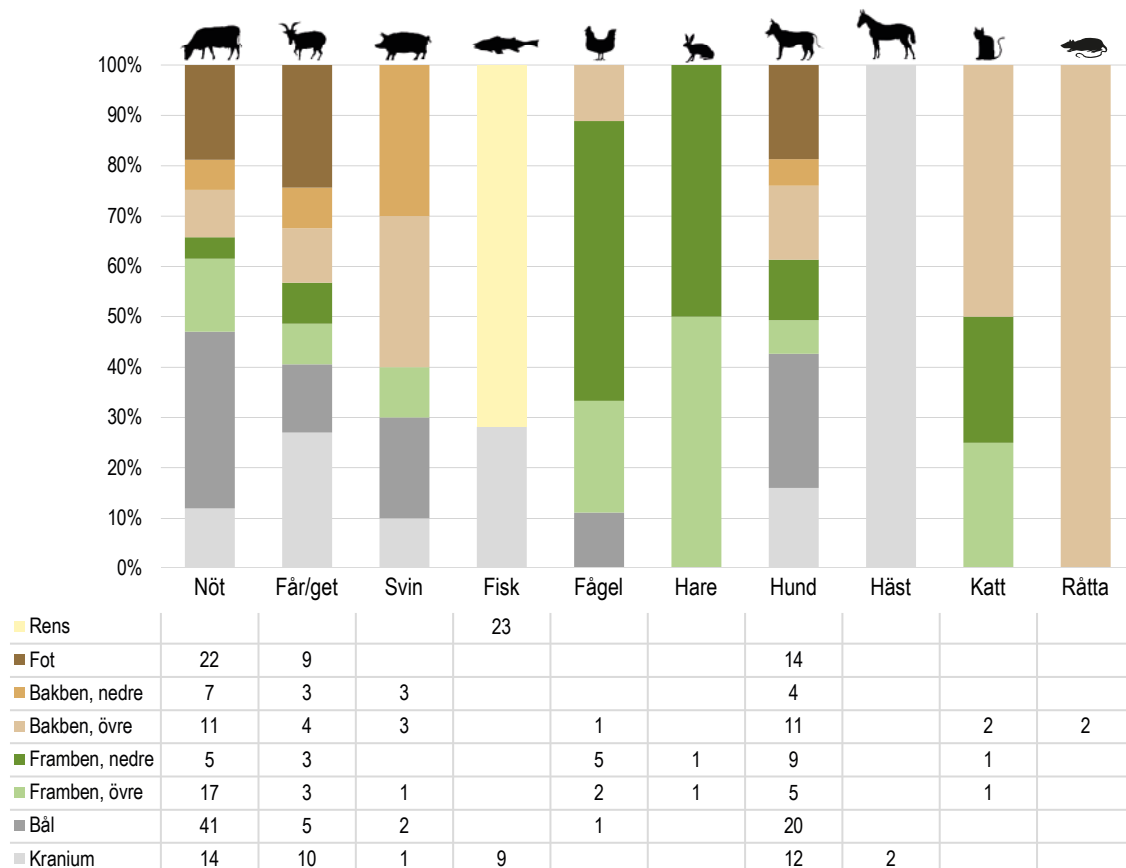 100%
90%
80%
70%
60%
50%
40%
30%
20%
10%
0%
Nöt Får/get Svin Fisk Fågel Hare Hund Häst Katt Råtta
Rens 23
Fot 22 9 14
Bakben, nedre 7 3 3 4
Bakben, övre 11 4 3 1 11 2 2
Framben, nedre 5 3 5 1 9 1
Framben, övre 17 3 1 2 1 5 1
Bål 41 5 2 1 20
Kranium 14 10 1 9 12 2